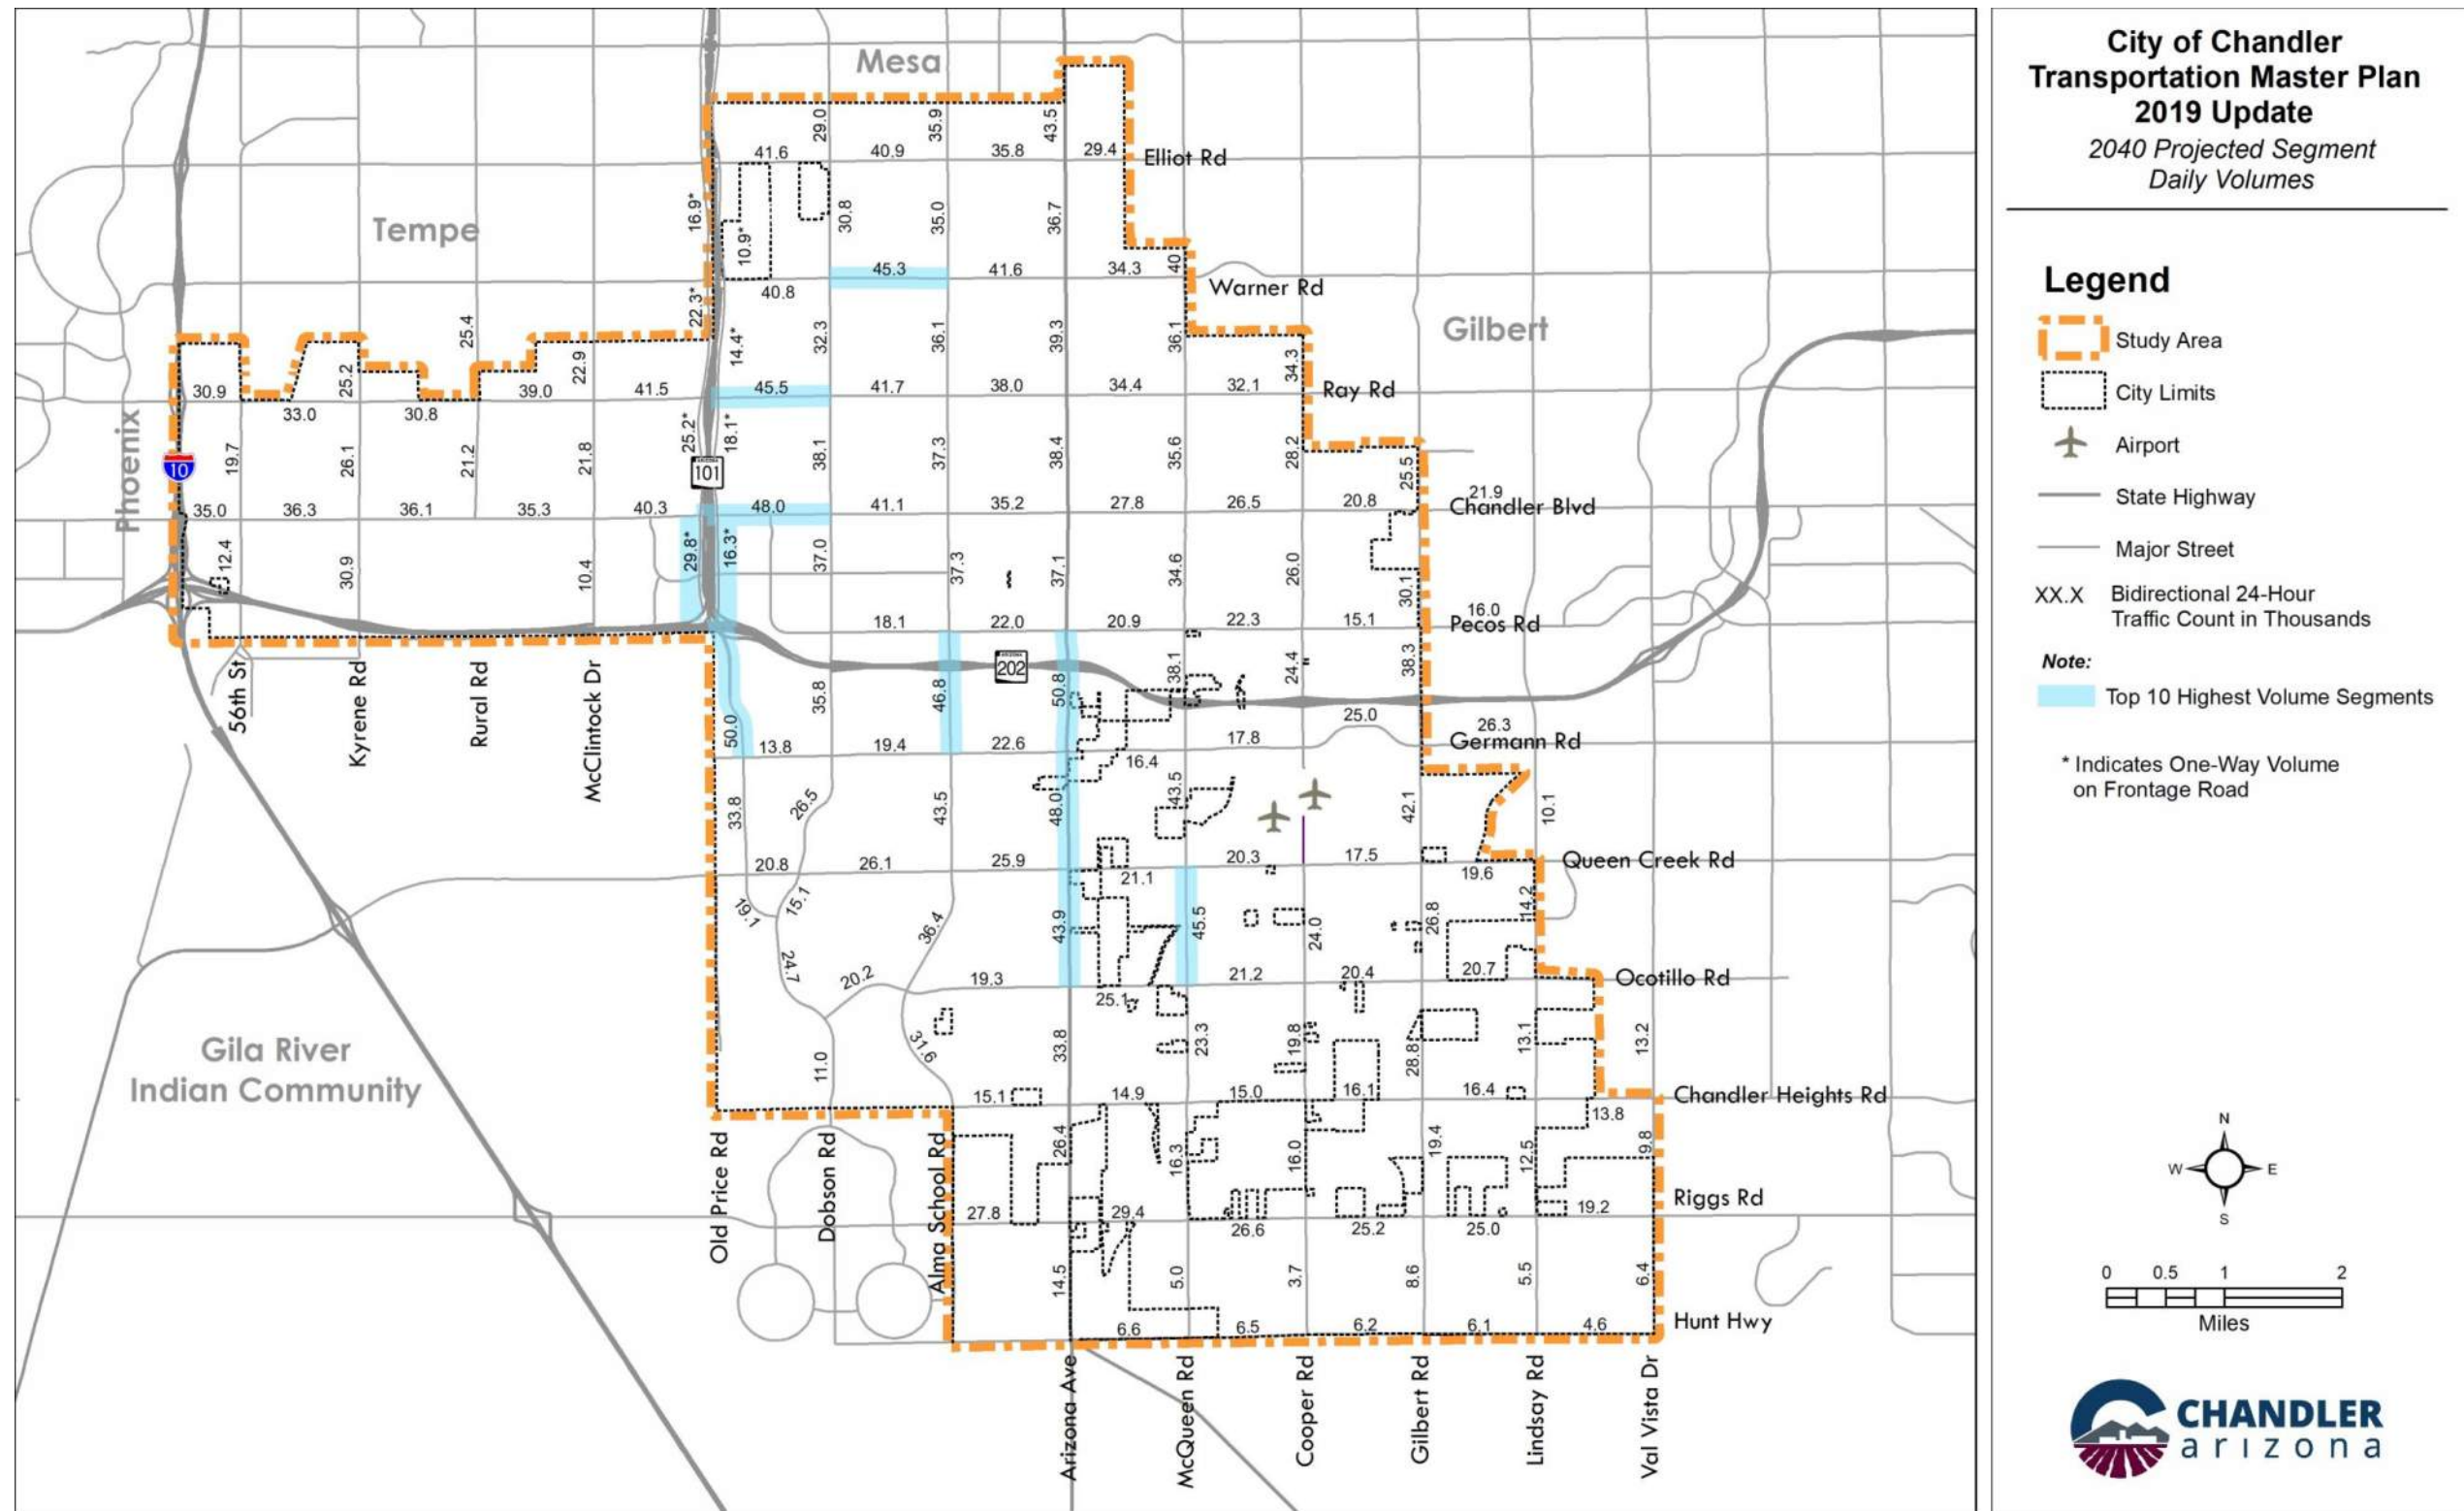 Mesa
29.0
35.9
43.5
41.6
40.9
35.8
29.4
Elliot Rd
16.9*
10.9*
30.8
35.0
36.7
Tempe
45.3
41.6
34.3
40
40.8
Warner Rd
22.3*
14.4*
32.3
36.1
39.3
36.1
Gilbert
25.4
25.2
22.9
34.3
30.9
33.0
30.8
39.0
41.5
45.5
41.7
38.0
34.4
32.1
Ray Rd
Phoenix
10
19.7
26.1
21.2
21.8
25.2*
18.1*
ARIZONA
101
38.1
37.3
38.4
35.6
28.2
25.5
35.0
36.3
36.1
35.3
40.3
48.0
41.1
35.2
27.8
26.5
20.8
21.9
Chandler Blvd
12.4
30.9
10.4
29.8*
16.3*
37.0
37.3
37.1
34.6
26.0
30.1
18.1
22.0
20.9
22.3
15.1
16.0
Pecos Rd
56th St
Kyrene Rd
Rural Rd
McClintock Dr
50.0
35.8
46.8
ARIZONA
202
50.8
38.1
24.4
38.3
13.8
19.4
22.6
16.4
17.8
25.0
26.3
Germann Rd
33.8
26.5
43.5
48.0
43.5
42.1
10.1
20.8
26.1
25.9
21.1
20.3
17.5
19.6
Queen Creek Rd
19.1
15.1
36.4
43.9
45.5
24.0
26.8
14.2
24.7
20.2
19.3
25.1
21.2
20.4
20.7
Ocotillo Rd
Gila River
Indian Community
11.0
31.6
33.8
23.3
19.8
28.8
13.1
13.2
15.1
14.9
15.0
16.1
16.4
13.8
Chandler Heights Rd
Old Price Rd
Dobson Rd
Alma School Rd
26.4
16.3
16.0
19.4
12.5
9.8
27.8
29.4
26.6
25.2
25.0
19.2
Riggs Rd
14.5
5.0
3.7
8.6
5.5
6.4
6.6
6.5
6.2
6.1
4.6
Hunt Hwy
Arizona Ave
McQueen Rd
Cooper Rd
Gilbert Rd
Lindsay Rd
Val Vista Dr
City of Chandler
Transportation Master Plan
2019 Update
2040 Projected Segment
Daily Volumes
Legend
Study Area
City Limits
Airport
State Highway
Major Street
XX.X Bidirectional 24-Hour
Traffic Count in Thousands
Note:
Top 10 Highest Volume Segments
* Indicates One-Way Volume
on Frontage Road
N
W
E
S
0 0.5 1 2
Miles
CHANDLER
arizona